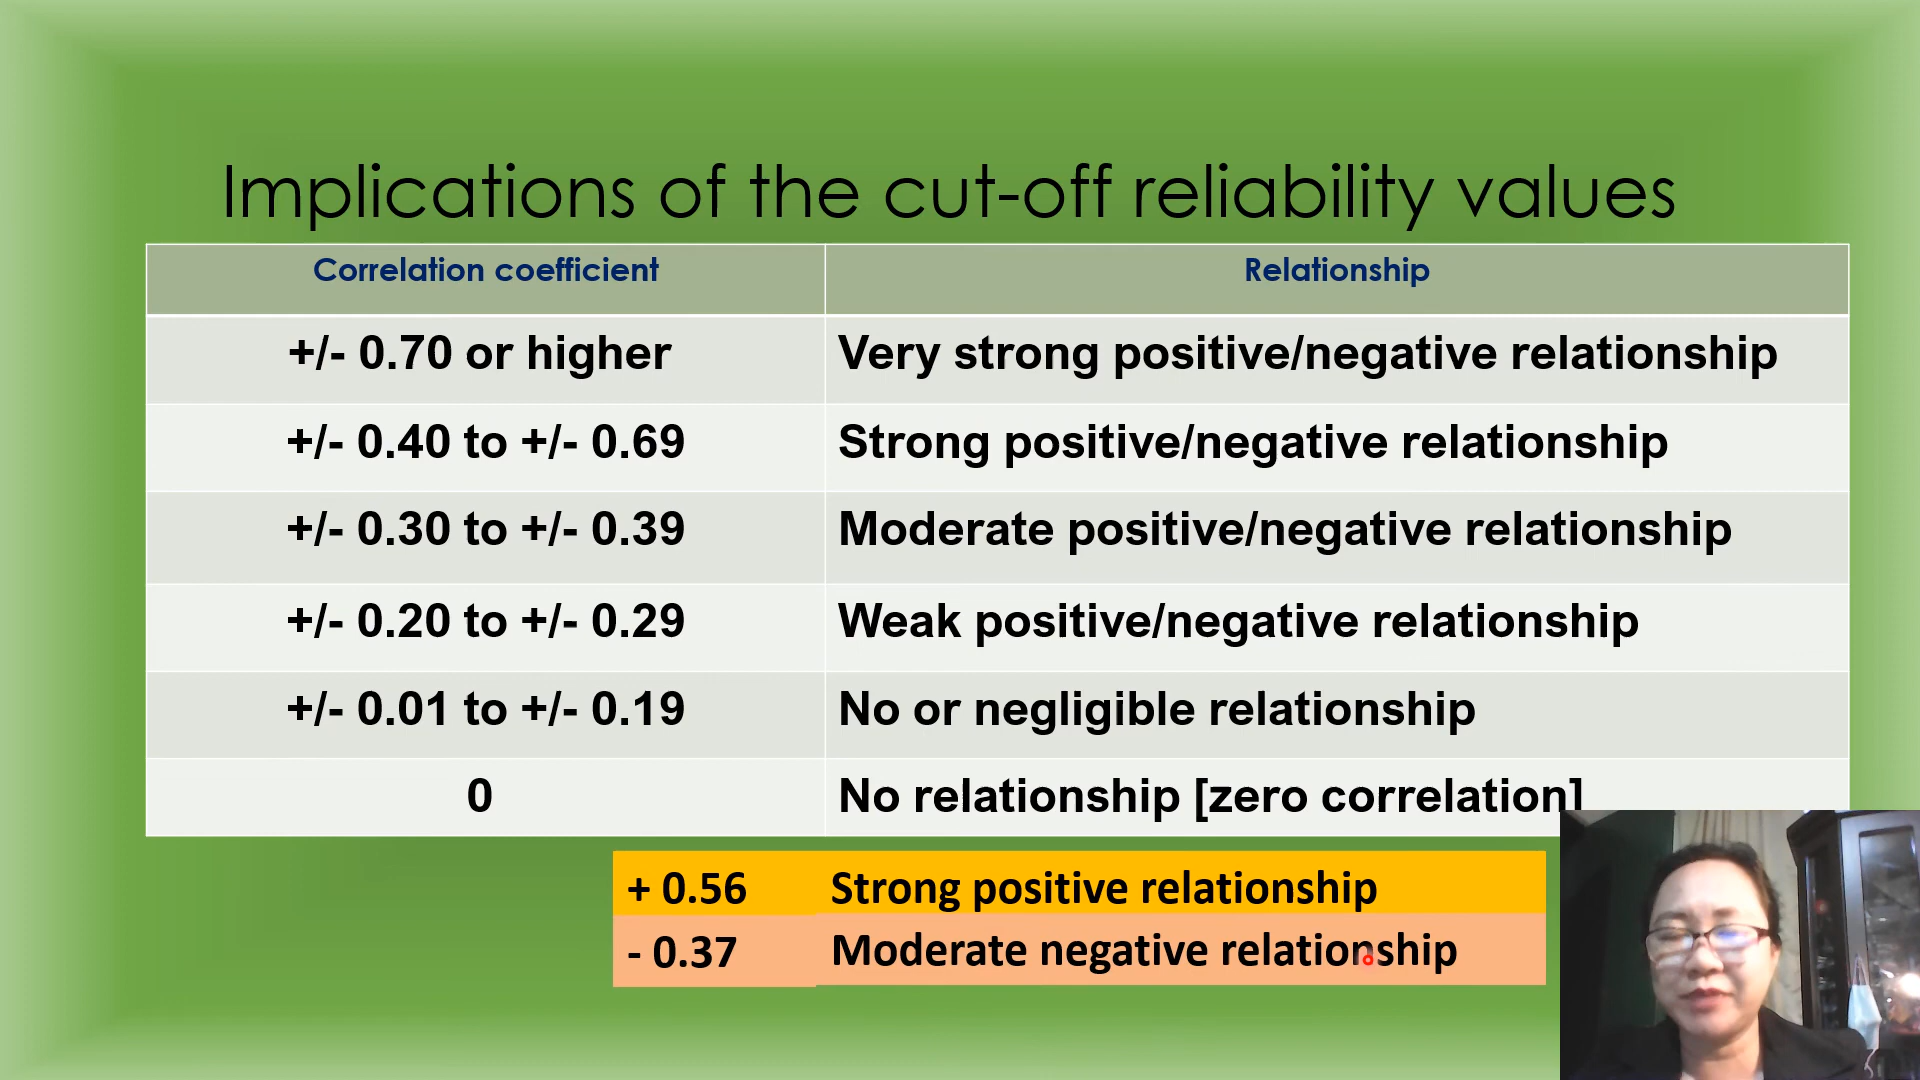 Implications of the cut-off reliability values
Correlation coefficient Relationship
+/- 0.70 or higher Very strong positive/negative relationship
+/- 0.40 to +/- 0.69 Strong positive/negative relationship
+/- 0.30 to +/- 0.39 Moderate positive/negative relationship
+/- 0.20 to +/- 0.29 Weak positive/negative relationship
+/- 0.01 to +/- 0.19 No or negligible relationship
0 No relationship [zero correlation]
+ 0.56 Strong positive relationship
- 0.37 Moderate negative relationship